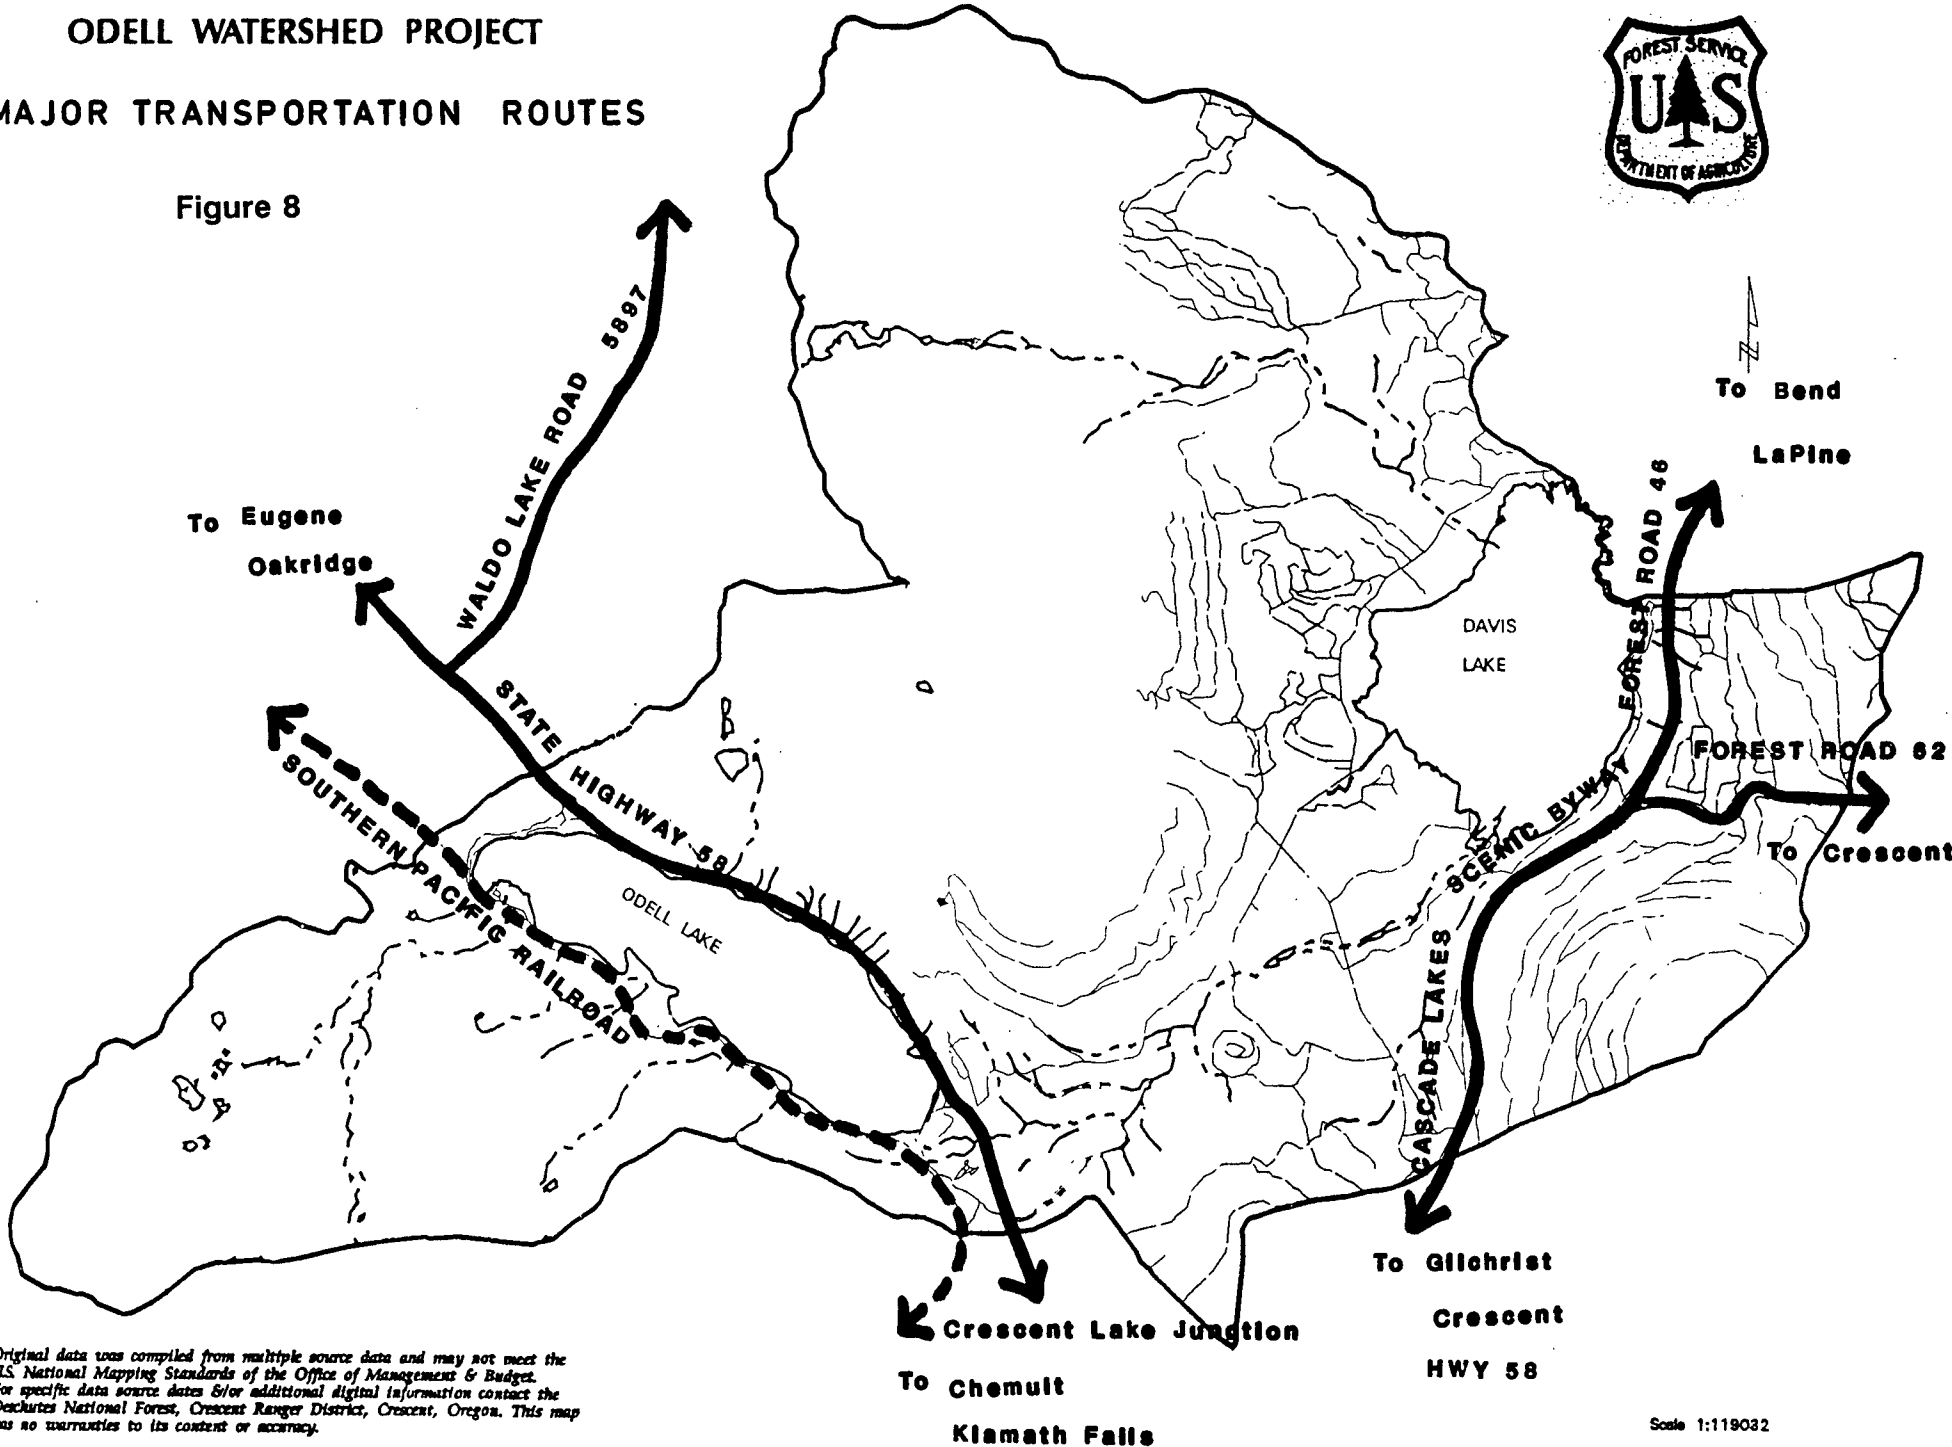 ODELL WATERSHED PROJECT
MAJOR TRANSPORTATION ROUTES
Figure 8
FOREST SERVICE
US
DEPARTMENT OF AGRICULTURE
To Bend
LaPine
To Eugene
Oakridge
WALDO LAKE ROAD 5897
STATE HIGHWAY 58
SOUTHERN PACIFIC RAILROAD
ODELL LAKE
DAVIS
LAKE
FOREST ROAD 46
FOREST ROAD 62
To Crescent
CASCADE LAKES SCENIC BYWAY
To Gilchrist
Crescent
HWY 58
Crescent Lake Junction
To Chemult
Klamath Falls
Original data was compiled from multiple source data and may not meet the
U.S. National Mapping Standards of the Office of Management & Budget.
For specific data source dates &/or additional digital information contact the
Deschutes National Forest, Crescent Ranger District, Crescent, Oregon. This map
has no warranties to its content or accuracy.
Scale 1:119032